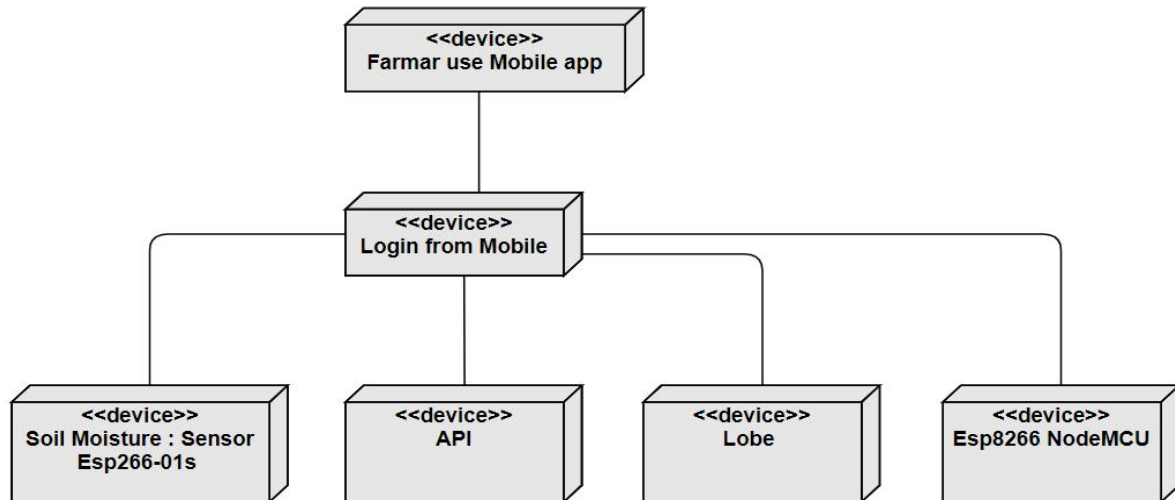 <<device>>
Farmar use Mobile app
<<device>>
Login from Mobile
<<device>>
Soil Moisture : Sensor
Esp266-01s
<<device>>
API
<<device>>
Lobe
<<device>>
Esp8266 NodeMCU